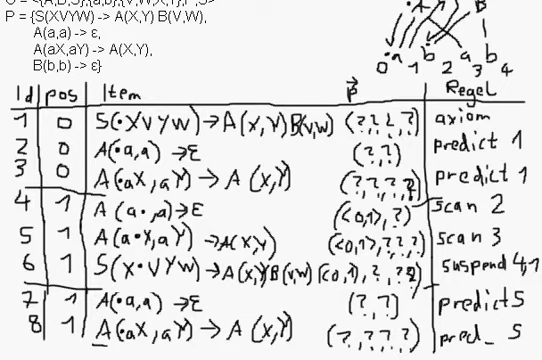 G = <{A,B,S},{a,b},{V,W,X,Y},P,S>
P = {S(XVYW) -> A(X,Y) B(V,W),
A(a,a) -> ε,
A(aX,aY) -> A(X,Y),
B(b,b) -> ε}
B
a b a b
0 1 2 3 4
Id pos Item ρ⃗ Regel
1 0 S(•XVYW)→A(X,Y)B(V,W) (?,?,?,?) axiom
2 0 A(•a,a)→ε (?,?) predict 1
3 0 A(•aX,aY)→A(X,Y) (?,?,?,?) predict 1
4 1 A(a•,a)→ε (<0,1>,?) scan 2
5 1 A(a•X,aY)→A(X,Y) (<0,1>,?,?,?) scan 3
6 1 S(X•VYW)→A(X,Y)B(V,W) (<0,1>,?,?,?) suspend 4,1
7 1 A(•a,a)→ε (?,?) predict 5
8 1 A(•aX,aY)→A(X,Y) (?,?,?,?) pred_ 5